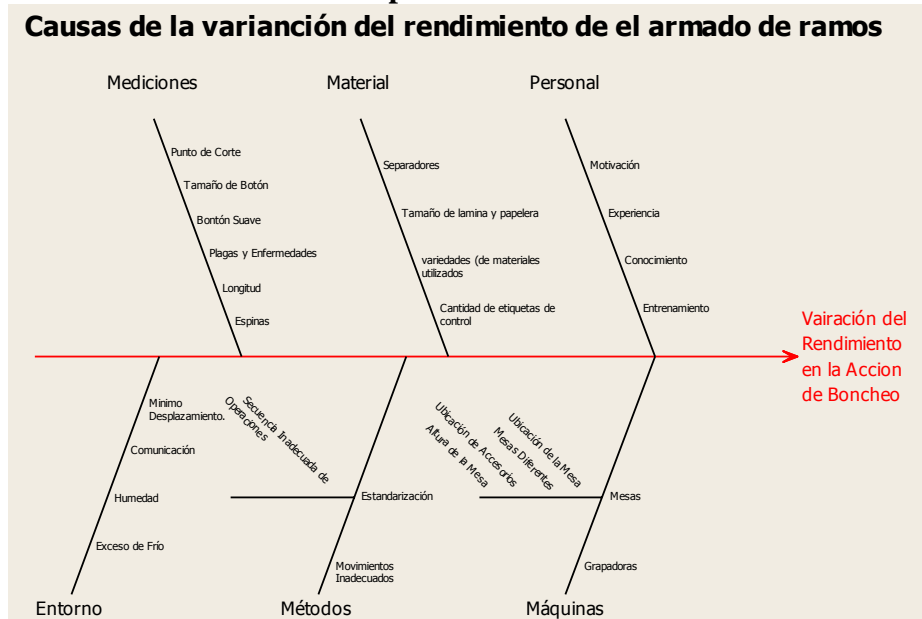 Causas de la variancion del rendimiento de el armado de ramos
Mediciones
Material
Personal
Punto de Corte
Tamaño de Botón
Bontón Suave
Plagas y Enfermedades
Longitud
Espinas
Separadores
Tamaño de lamina y papelera
variedades (de materiales
utilizados
Cantidad de etiquetas de
control
Motivación
Experiencia
Conocimiento
Entrenamiento
Vairación del
Rendimiento
en la Accion
de Boncheo
Minimo
Desplazamiento.
Comunicación
Humedad
Exceso de Frío
Secuencia Inadecuada de
Operaciones
Estandarización
Movimientos
Inadecuados
Ubicación de la Mesa
Mesas Diferentes
Ubicación de Accesorios
Altura de la Mesa
Mesas
Grapadoras
Entorno
Métodos
Máquinas